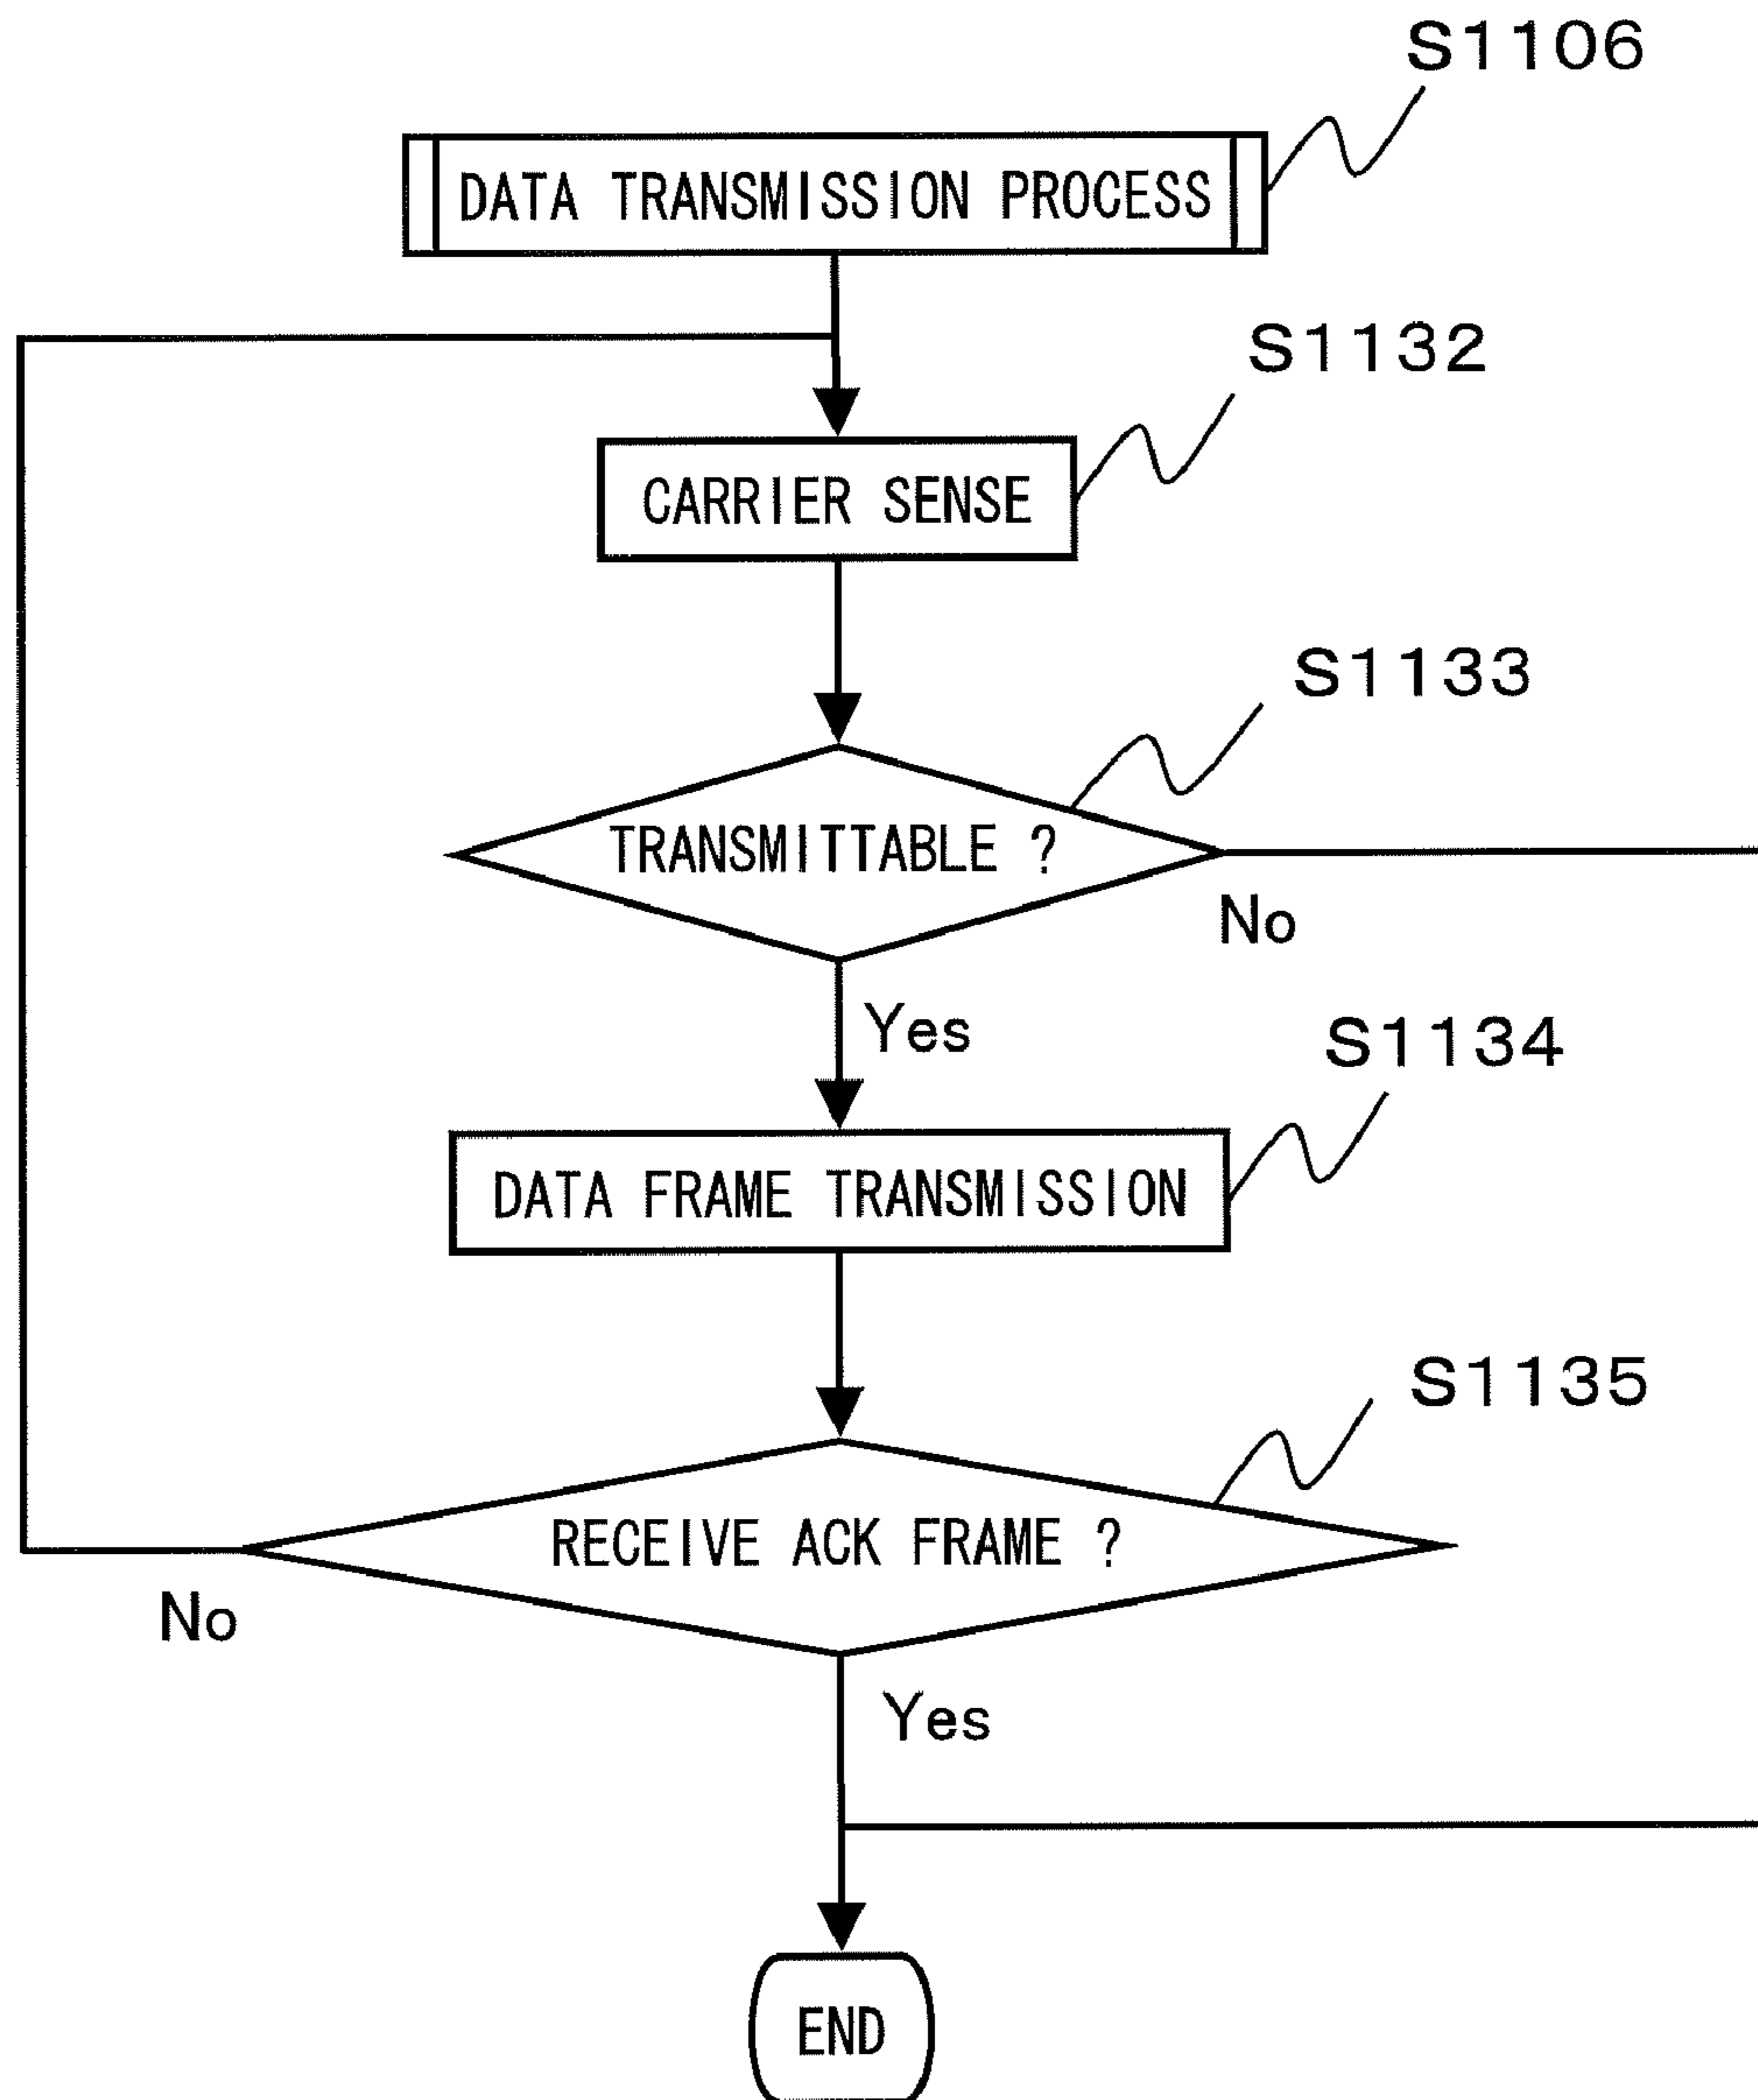 S1106
DATA TRANSMISSION PROCESS
S1132
CARRIER SENSE
S1133
TRANSMITTABLE ?
No
Yes
S1134
DATA FRAME TRANSMISSION
S1135
RECEIVE ACK FRAME ?
No
Yes
END